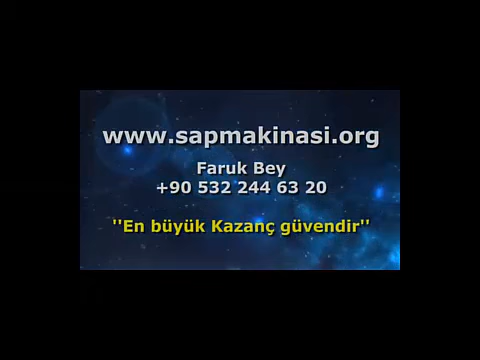 www.sapmakinasi.org
Faruk Bey
+90 532 244 63 20
''En büyük Kazanç güvendir''